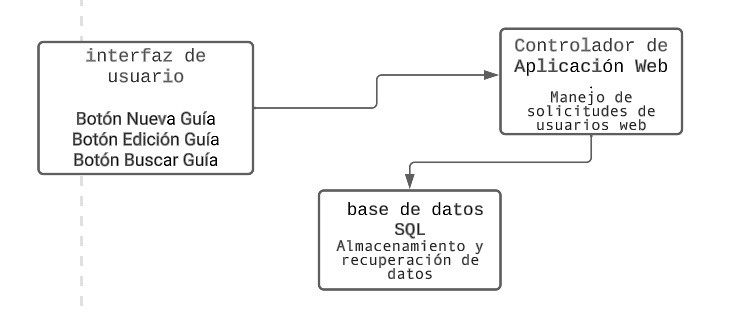 interfaz de
usuario
Botón Nueva Guía
Botón Edición Guía
Botón Buscar Guía
Controlador de
Aplicación Web
.
Manejo de
solicitudes de
usuarios web
base de datos
SQL
Almacenamiento y
recuperación de
datos